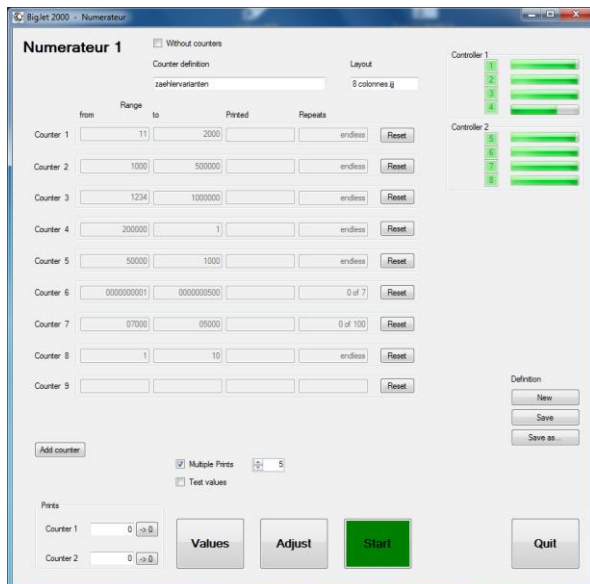 BigJet 2000 - Numerateur
Numerateur 1
Without counters
Counter definition Layout
zaehlervarianten 8 colonnes.jij
Range
from to Printed Repeats
Counter 1 11 2000 endless Reset
Counter 2 1000 500000 endless Reset
Counter 3 1234 1000000 endless Reset
Counter 4 200000 1 endless Reset
Counter 5 50000 1000 endless Reset
Counter 6 0000000001 0000000500 0 of 7 Reset
Counter 7 07000 05000 0 of 100 Reset
Counter 8 1 10 endless Reset
Counter 9 Reset
Add counter
Multiple Prints 5
Test values
Prints
Counter 1 0 -> 0
Counter 2 0 -> 0
Values Adjust Start
Controller 1
1
2
3
4
Controller 2
5
6
7
8
Definition
New
Save
Save as...
Quit